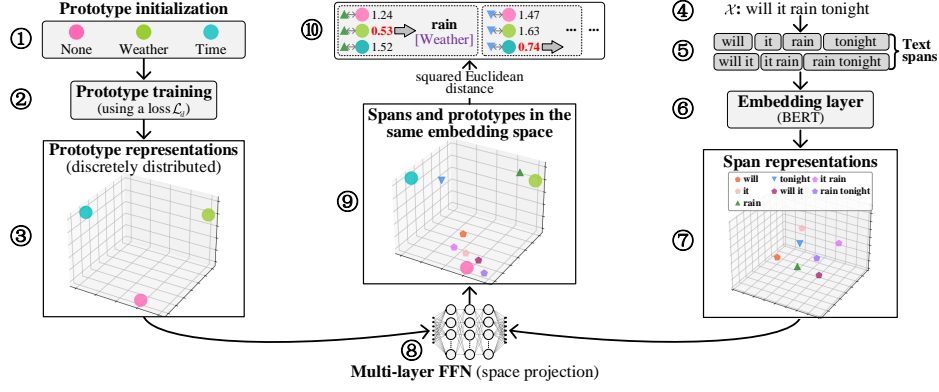 Prototype initialization
①
None Weather Time
②
Prototype training
(using a loss ℒd)
③
Prototype representations
(discretely distributed)
⑩
1.24
0.53
1.52
rain
[Weather]
1.47
1.63
0.74
... ...
squared Euclidean
distance
⑨
Spans and prototypes in the
same embedding space
⑧
Multi-layer FFN (space projection)
④
𝒳: will it rain tonight
⑤
will it rain tonight
will it it rain rain tonight
Text
spans
⑥
Embedding layer
(BERT)
⑦
Span representations
will tonight it rain
it will it rain tonight
rain